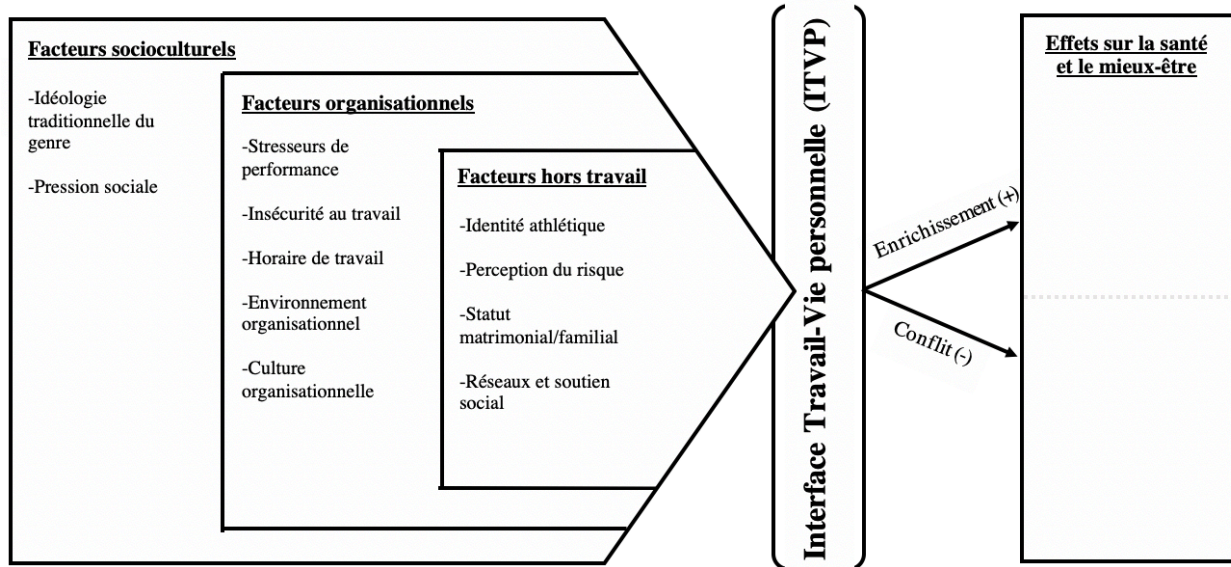 Facteurs socioculturels
-Idéologie
traditionnelle du
genre
-Pression sociale
Facteurs organisationnels
-Stresseurs de
performance
-Insécurité au travail
-Horaire de travail
-Environnement
organisationnel
-Culture
organisationnelle
Facteurs hors travail
-Identité athlétique
-Perception du risque
-Statut
matrimonial/familial
-Réseaux et soutien
social
Interface Travail-Vie personnelle (ITVP)
Enrichissement (+)
Conflit (-)
Effets sur la santé
et le mieux-être